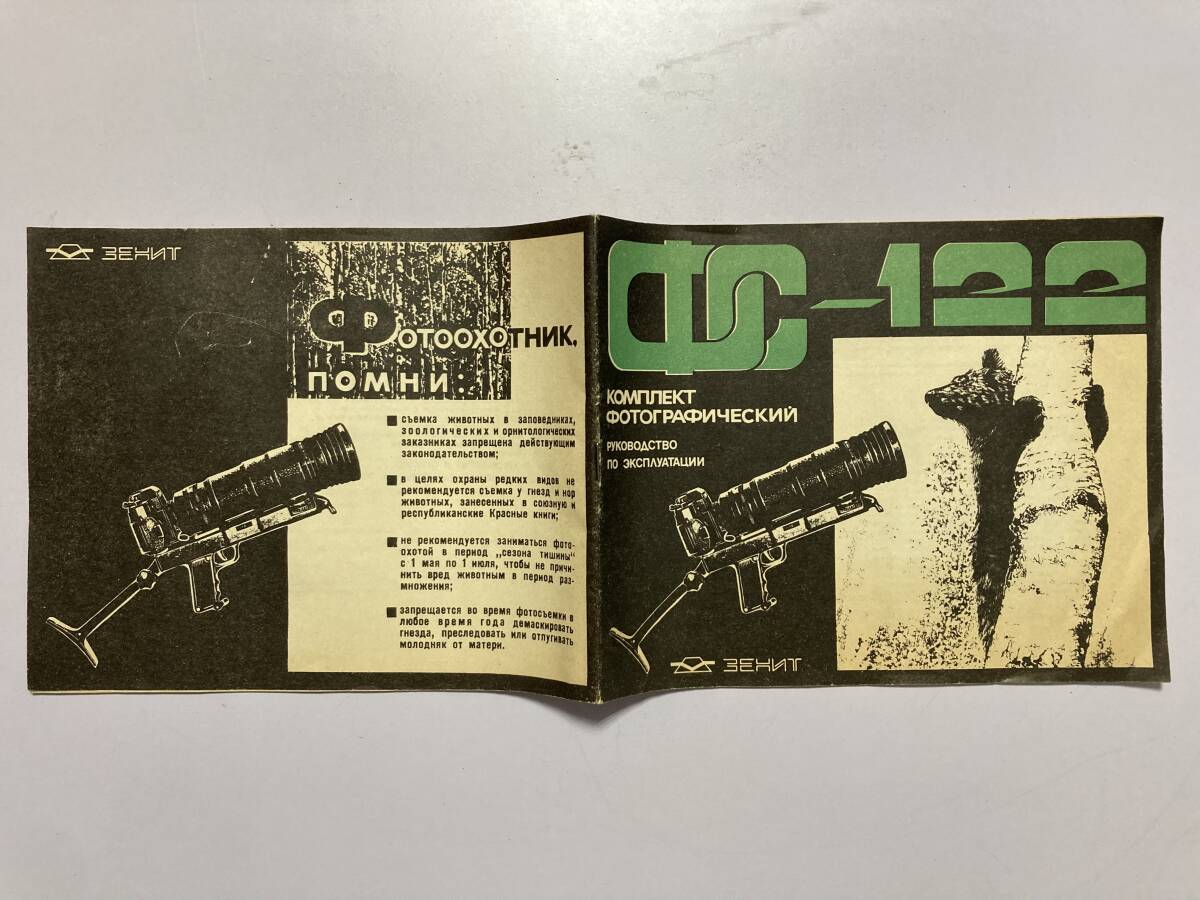 ЗЕНИТ
ФОТООХОТНИК,
ПОМНИ:
съемка животных в заповедниках,
зоологических и орнитологических
заказниках запрещена действующим
законодательством;
в целях охраны редких видов не
рекомендуется съемка у гнезд и нор
животных, занесенных в союзную и
республиканские Красные книги;
не рекомендуется заниматься фото-
охотой в период „сезона тишины"
с 1 мая по 1 июля, чтобы не причи-
нить вред животным в период раз-
множения;
запрещается во время фотосъемки в
любое время года демаскировать
гнезда, преследовать или отпугивать
молодняк от матери.
ФС-122
КОМПЛЕКТ
ФОТОГРАФИЧЕСКИЙ
РУКОВОДСТВО
ПО ЭКСПЛУАТАЦИИ
ЗЕНИТ